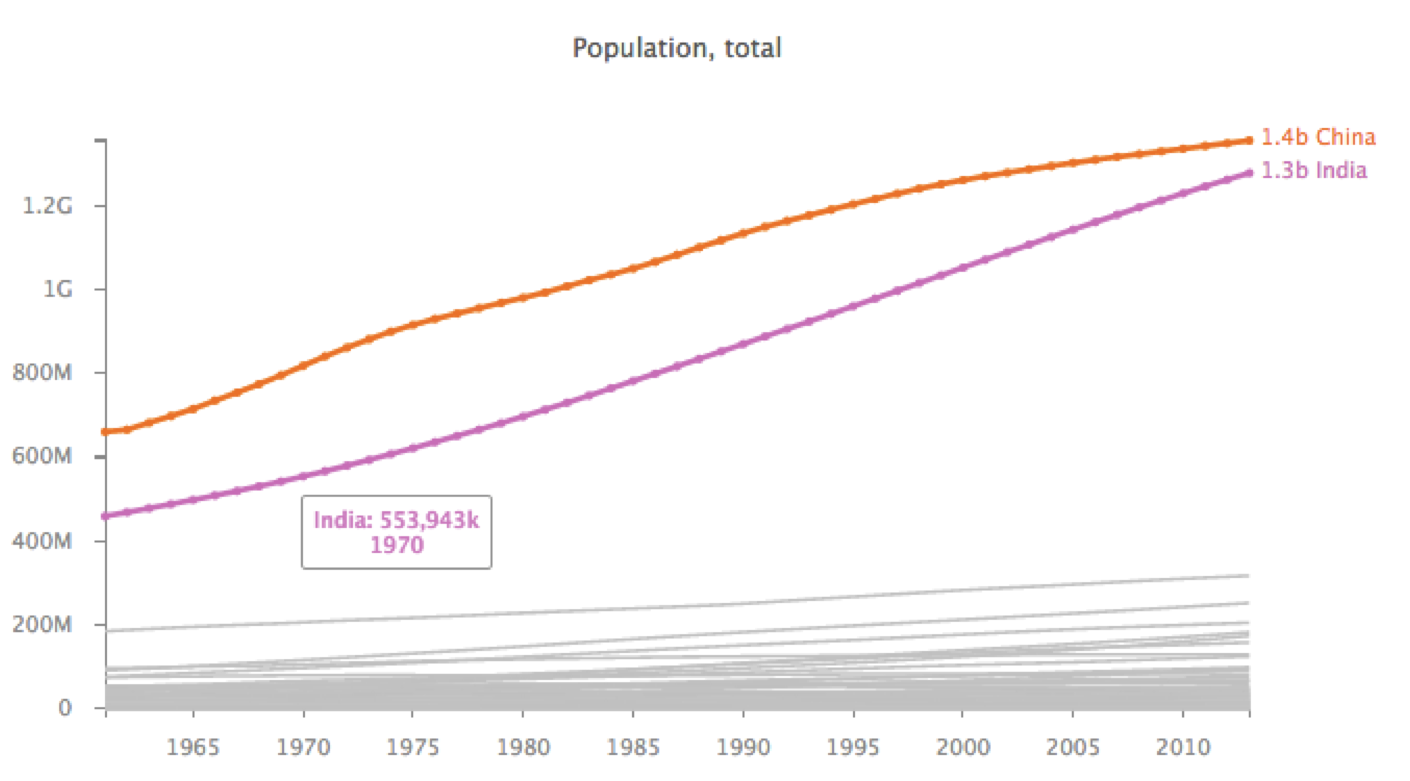 Population, total
1.4b China
1.3b India
1.2G
1G
800M
600M
400M
200M
0
India: 553,943k
1970
1965 1970 1975 1980 1985 1990 1995 2000 2005 2010